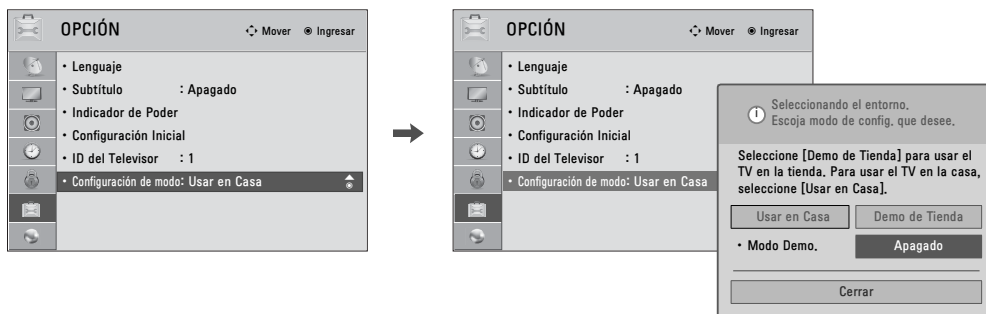 OPCIÓN
Mover
Ingresar
• Lenguaje
• Subtítulo : Apagado
• Indicador de Poder
• Configuración Inicial
• ID del Televisor : 1
• Configuración de modo: Usar en Casa
OPCIÓN
Mover
Ingresar
• Lenguaje
• Subtítulo : Apagado
• Indicador de Poder
• Configuración Inicial
• ID del Televisor : 1
• Configuración de modo: Usar en Casa
Seleccionando el entorno.
Escoja modo de config. que desee.
Seleccione [Demo de Tienda] para usar el
TV en la tienda. Para usar el TV en la casa,
seleccione [Usar en Casa].
Usar en Casa
Demo de Tienda
• Modo Demo.
Apagado
Cerrar